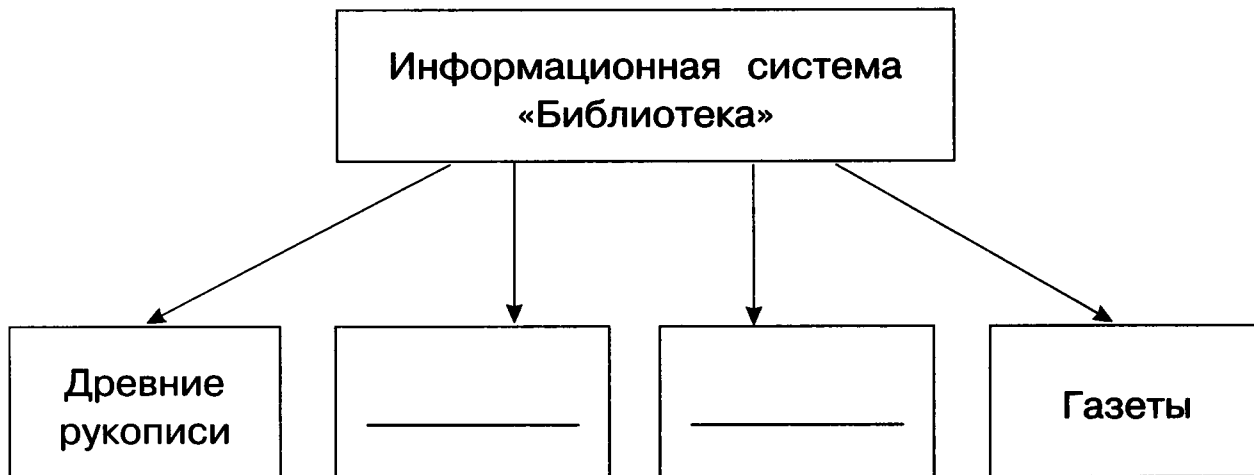 Информационная система
«Библиотека»
Древние
рукописи
Газеты